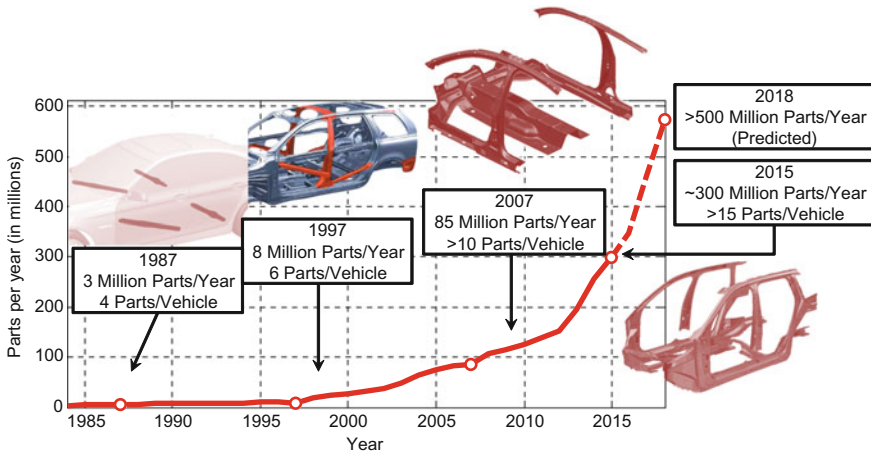 Parts per year (in millions)
600
500
400
300
200
100
0
1985
1990
1995
2000
2005
2010
2015
Year
1987
3 Million Parts/Year
4 Parts/Vehicle
1997
8 Million Parts/Year
6 Parts/Vehicle
2007
85 Million Parts/Year
>10 Parts/Vehicle
2018
>500 Million Parts/Year
(Predicted)
2015
~300 Million Parts/Year
>15 Parts/Vehicle